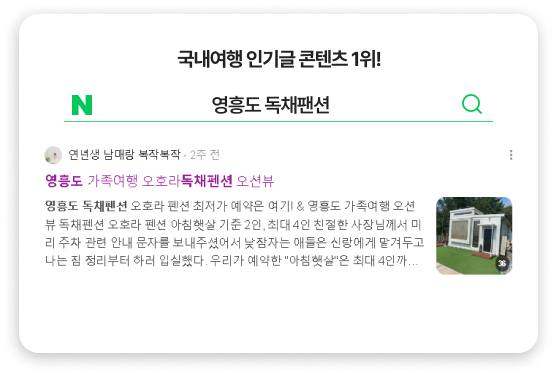 국내여행 인기글 콘텐츠 1위!
N 영흥도 독채팬션
연년생 남매랑 복작복작 · 2주 전
영흥도 가족여행 오호라독채펜션 오션뷰
영흥도 독채펜션 오호라 펜션 최저가 예약은 여기! & 영흥도 가족여행 오션
뷰 독채펜션 오호라 펜션 아침햇살 기준 2인, 최대 4인 친절한 사장님께서 미
리 주차 관련 안내 문자를 보내주셨어서 낮잠자는 애들은 신랑에게 맡겨두고
나는 짐 정리부터 하러 입실했다. 우리가 예약한 "아침햇살"은 최대 4인까...
36